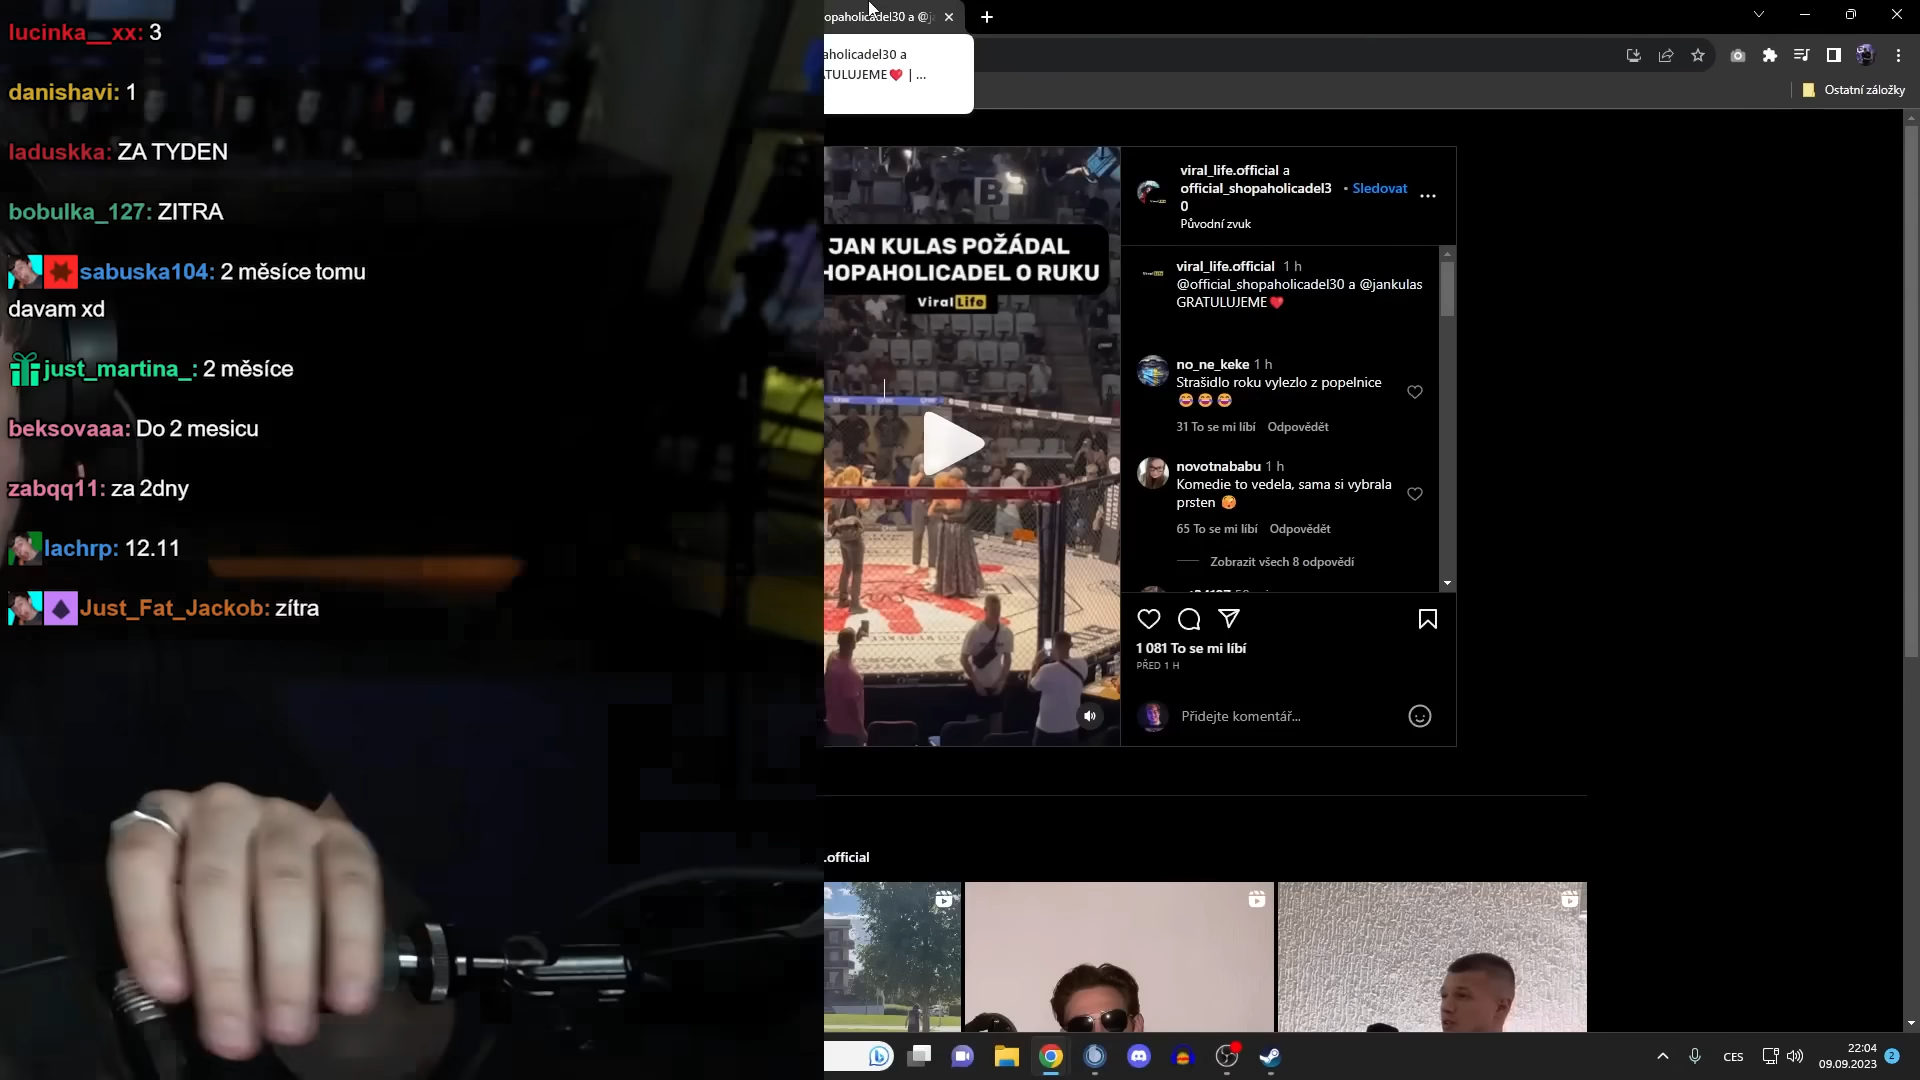 lucinka__xx: 3
danishavi: 1
laduskka: ZA TYDEN
bobulka_127: ZITRA
sabuska104: 2 měsíce tomu
davam xd
just_martina_: 2 měsíce
beksovaaa: Do 2 mesicu
zabqq11: za 2dny
lachrp: 12.11
Just_Fat_Jackob: zítra
opaholicadel30 a @j
aholicadel30 a
TULUJEME❤️ | ...
Ostatní záložky
B
JAN KULAS POŽÁDAL
HOPAHOLICADEL O RUKU
Viral Life
viral_life.official a
official_shopaholicadel3 • Sledovat
0
Původní zvuk
viral_life.official 1 h
@official_shopaholicadel30 a @jankulas
GRATULUJEME❤️
no_ne_keke 1 h
Strašidlo roku vylezlo z popelnice
😂😂😂
31 To se mi líbí Odpovědět
novotnababu 1 h
Komedie to vedela, sama si vybrala
prsten 🥵
65 To se mi líbí Odpovědět
Zobrazit všech 8 odpovědí
1 081 To se mi líbí
PŘED 1 H
Přidejte komentář...
.official
CES
22:04
09.09.2023
2